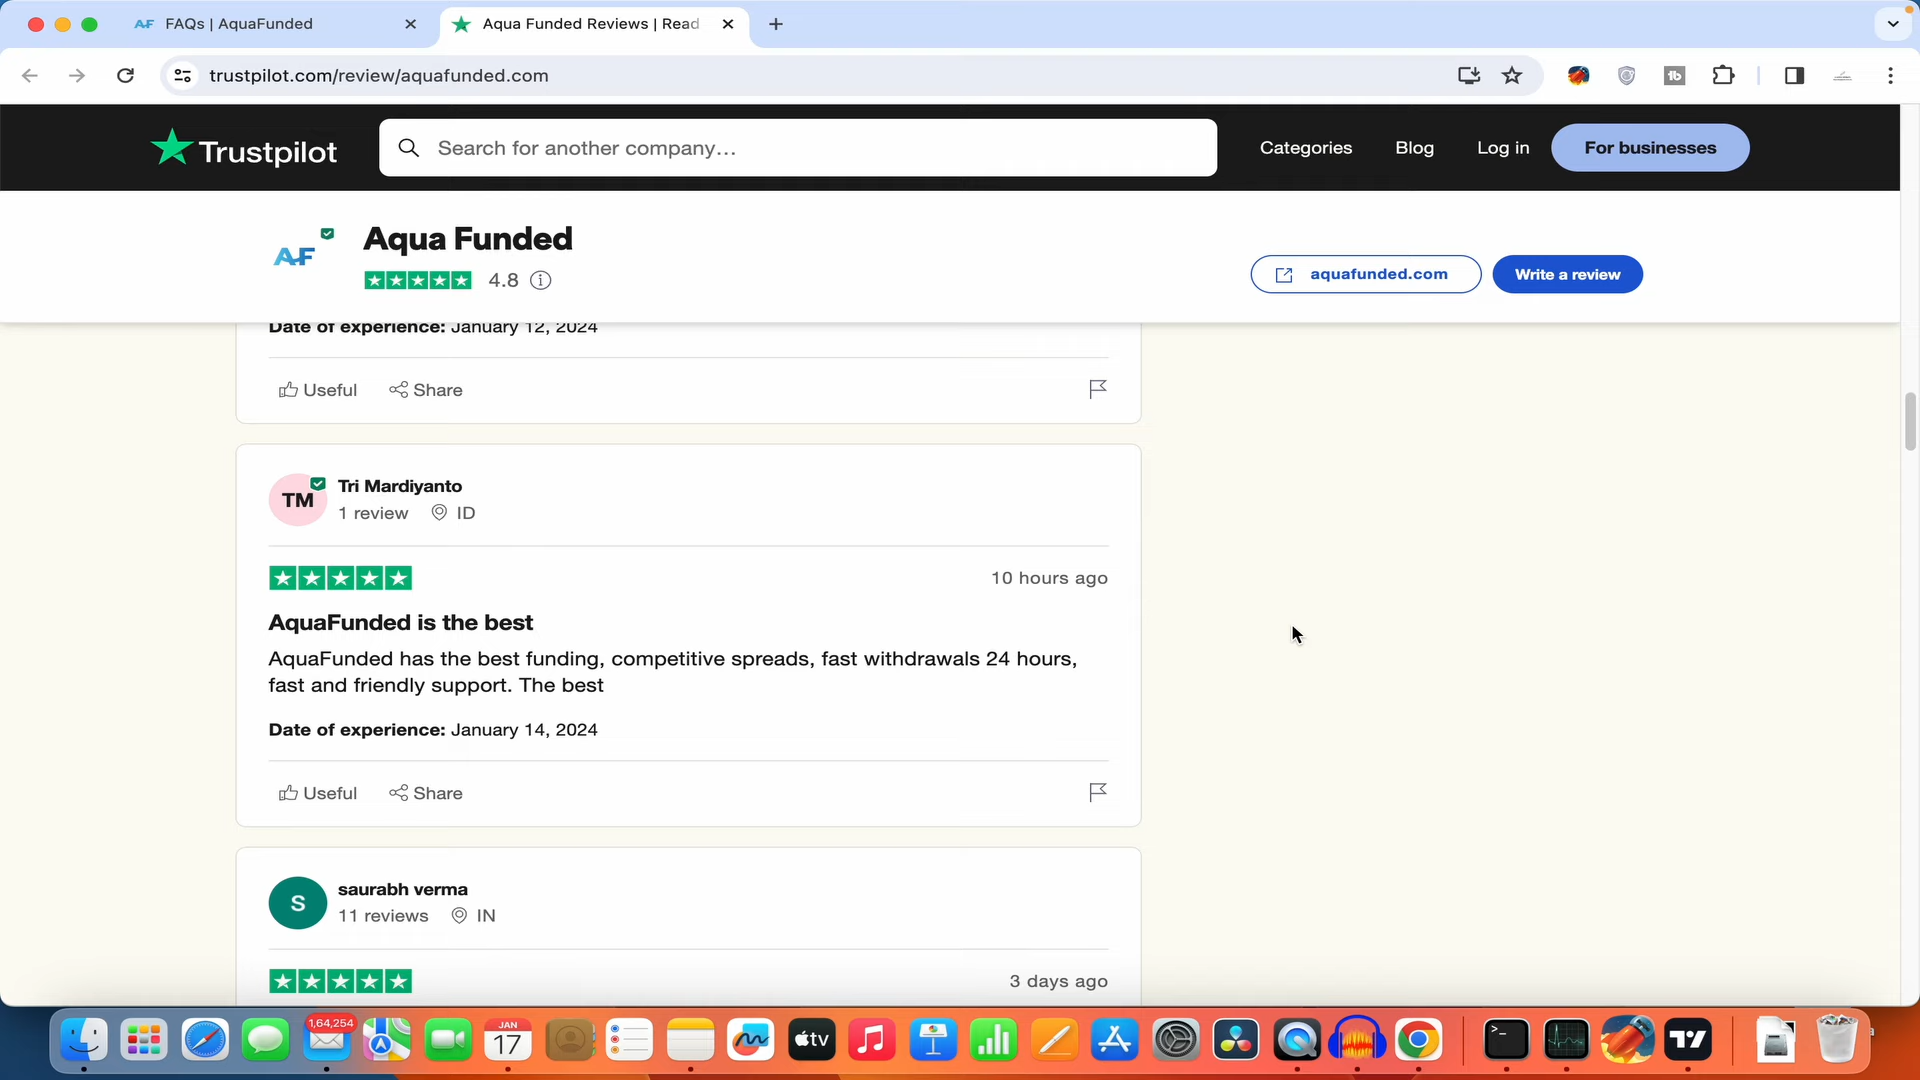 FAQs | AquaFunded
Aqua Funded Reviews | Read
trustpilot.com/review/aquafunded.com
Trustpilot
Search for another company...
Categories
Blog
Log in
For businesses
AF
Aqua Funded
4.8
aquafunded.com
Write a review
Date of experience: January 12, 2024
Useful
Share
TM
Tri Mardiyanto
1 review
ID
10 hours ago
AquaFunded is the best
AquaFunded has the best funding, competitive spreads, fast withdrawals 24 hours,
fast and friendly support. The best
Date of experience: January 14, 2024
Useful
Share
S
saurabh verma
11 reviews
IN
3 days ago
1,64,254
JAN
17
tv